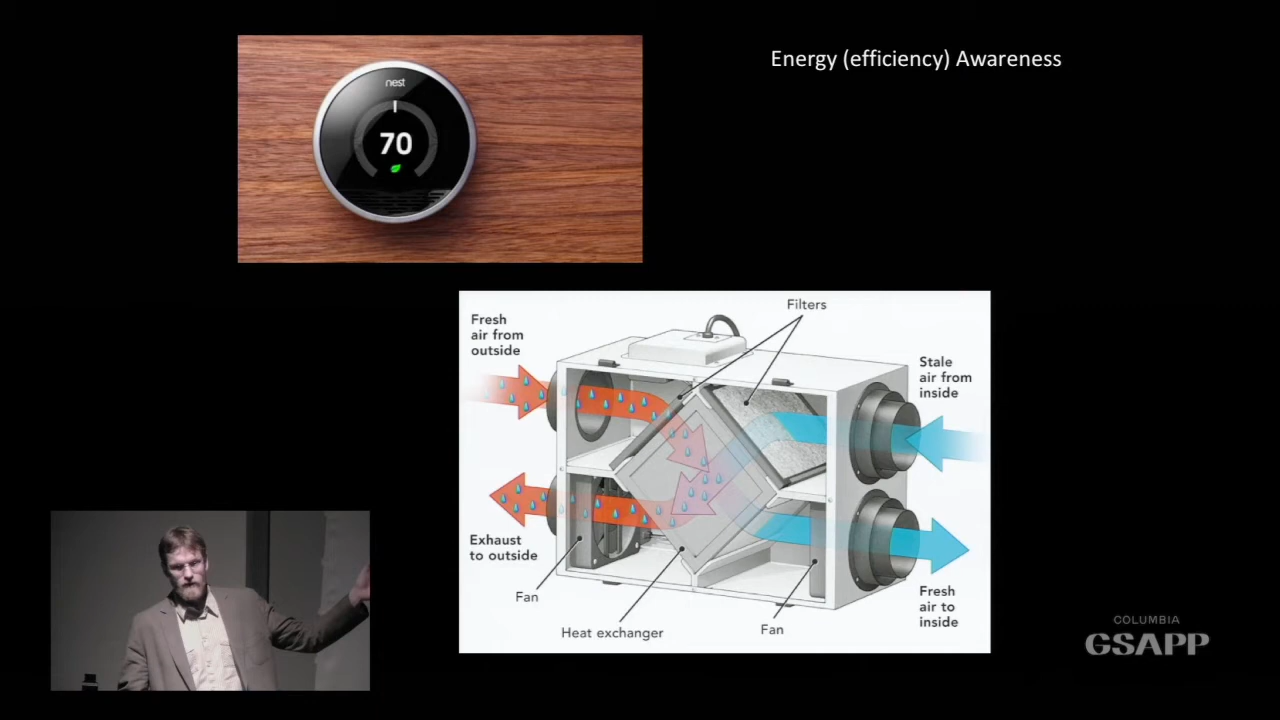 Energy (efficiency) Awareness
nest
70
Filters
Fresh
air from
outside
Stale
air from
inside
Exhaust
to outside
Fan
Heat exchanger
Fan
Fresh
air to
inside
COLUMBIA
GSAPP